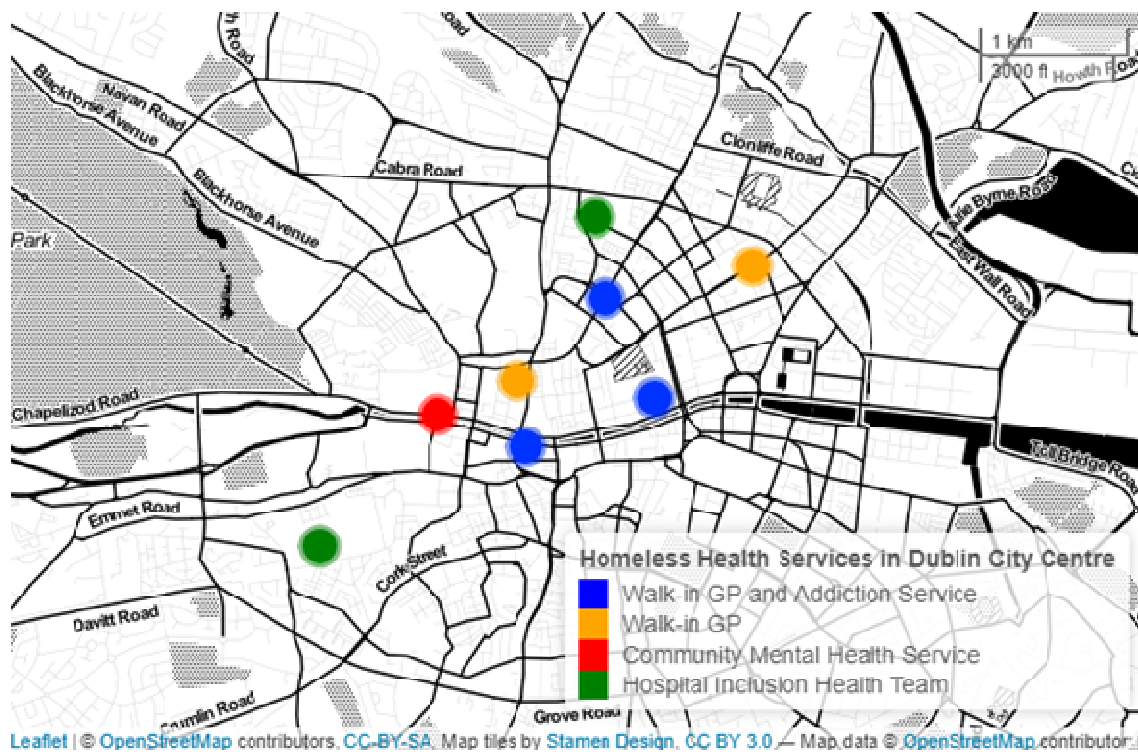 1 km
3000 ft
Howth Road
Road
Navan Road
Blackhorse Avenue
Clonliffe Road
Cabra Road
Blackhorse Avenue
Byrne Road
Park
East Wall Road
Chapelizod Road
Toll Bridge Road
Emmet Road
Cork Street
Davitt Road
Grove Road
Homeless Health Services in Dublin City Centre
Walk in GP and Addiction Service
Walk-in GP
Community Mental Health Service
Hospital Inclusion Health Team
Leaflet | © OpenStreetMap contributors, CC-BY-SA, Map tiles by Stamen Design, CC BY 3.0 — Map data © OpenStreetMap contributor